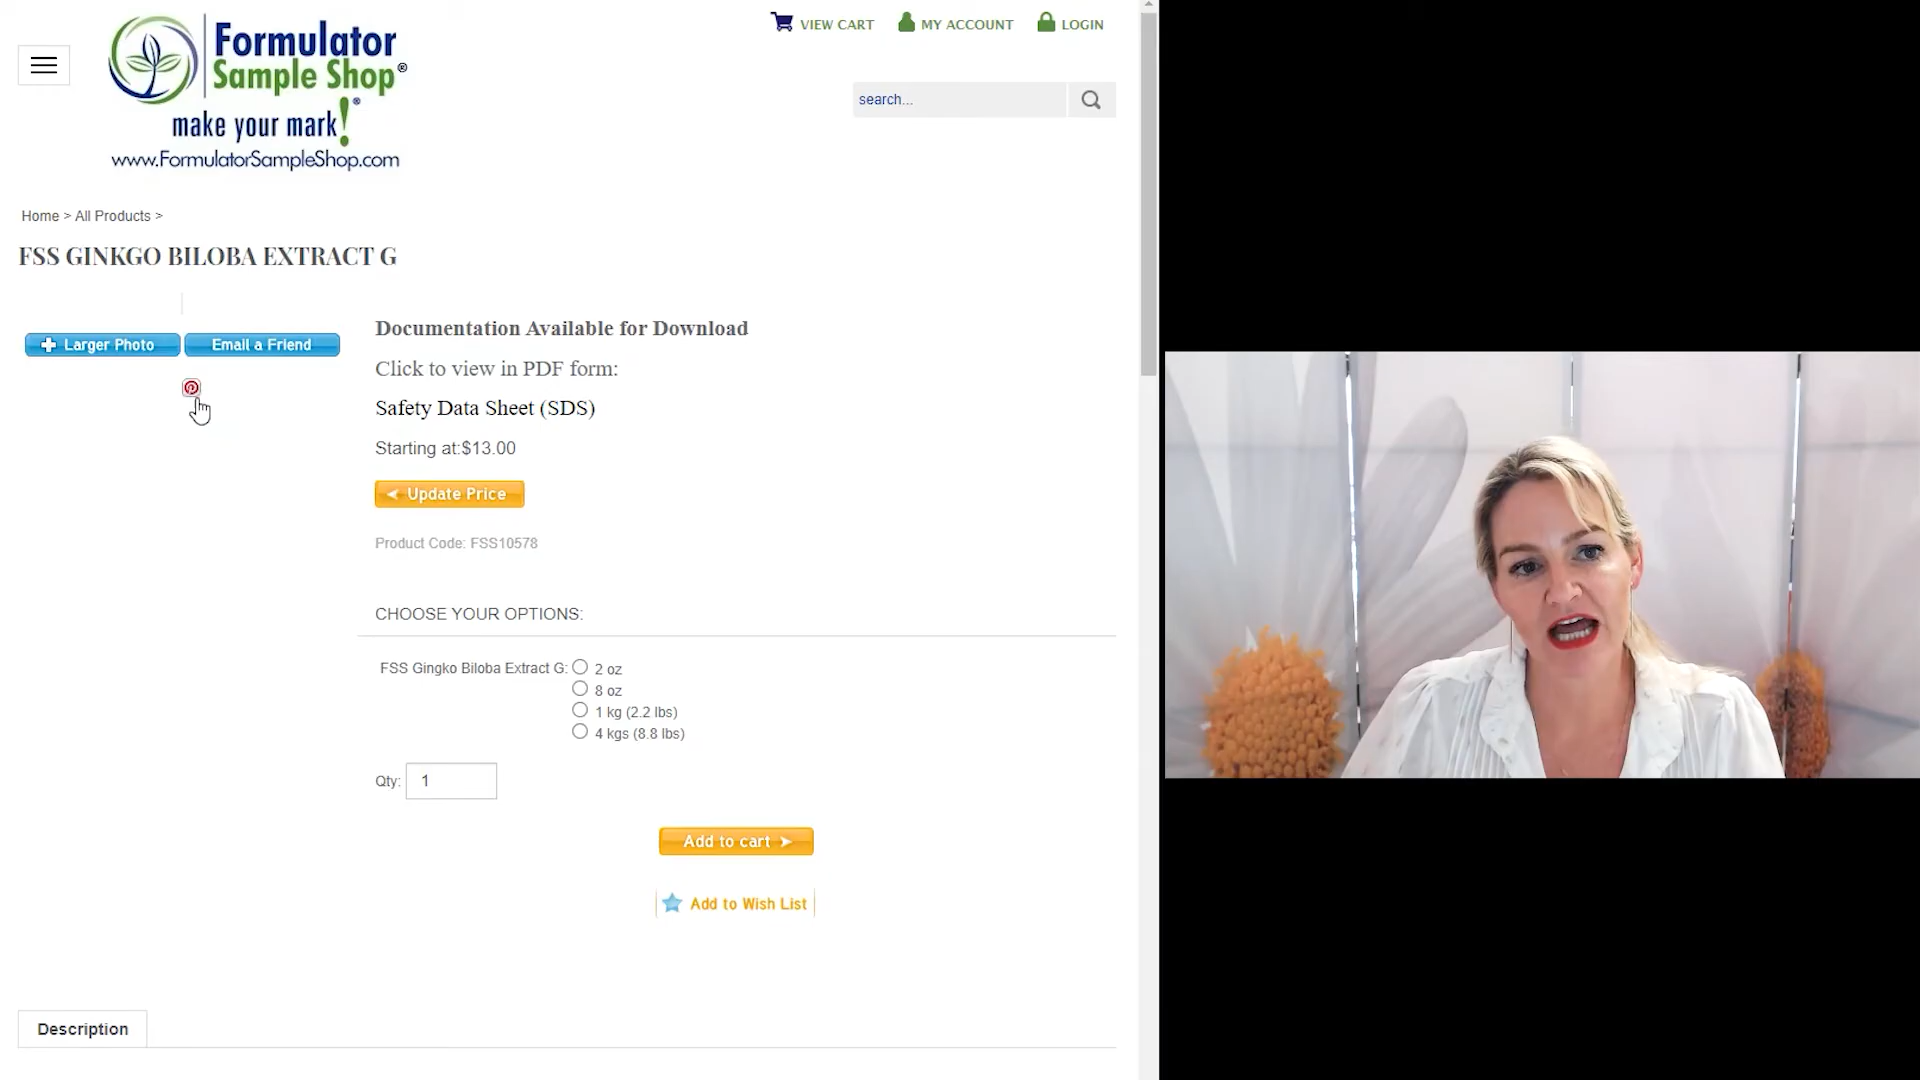 Formulator
Sample Shop®
make your mark!®
www.FormulatorSampleShop.com
VIEW CART
MY ACCOUNT
LOGIN
search...
Home > All Products >
FSS GINKGO BILOBA EXTRACT G
Larger Photo
Email a Friend
Documentation Available for Download
Click to view in PDF form:
Safety Data Sheet (SDS)
Starting at:$13.00
Update Price
Product Code: FSS10578
CHOOSE YOUR OPTIONS:
FSS Gingko Biloba Extract G:
2 oz
8 oz
1 kg (2.2 lbs)
4 kgs (8.8 lbs)
Qty: 1
Add to cart
Add to Wish List
Description